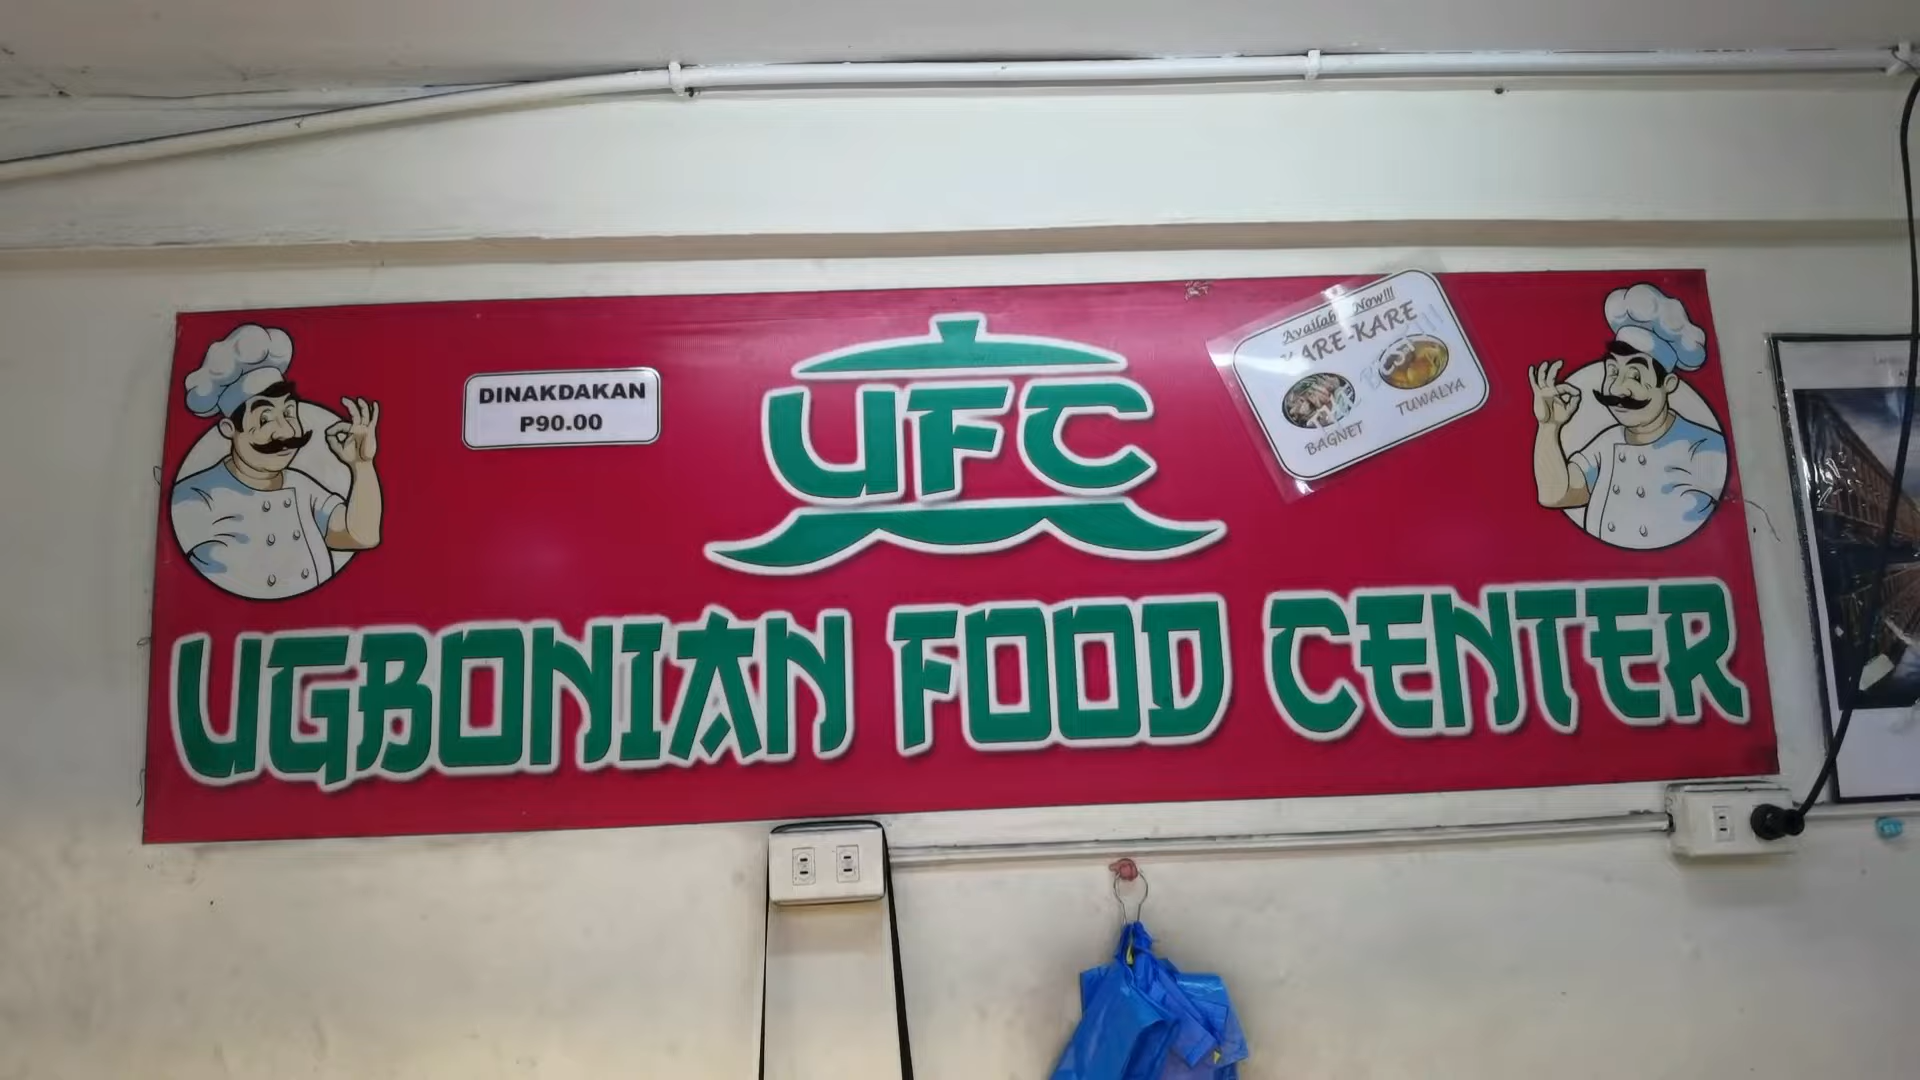 DINAKDAKAN
P90.00
UFC
Available Now!!!
KARE-KARE
BAGNET
TUWALYA
UGBONIAN FOOD CENTER